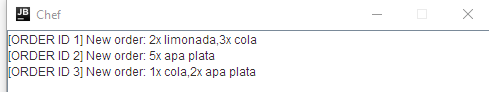 JB
Chef
[ORDER ID 1] New order: 2x limonada,3x cola
[ORDER ID 2] New order: 5x apa plata
[ORDER ID 3] New order: 1x cola,2x apa plata